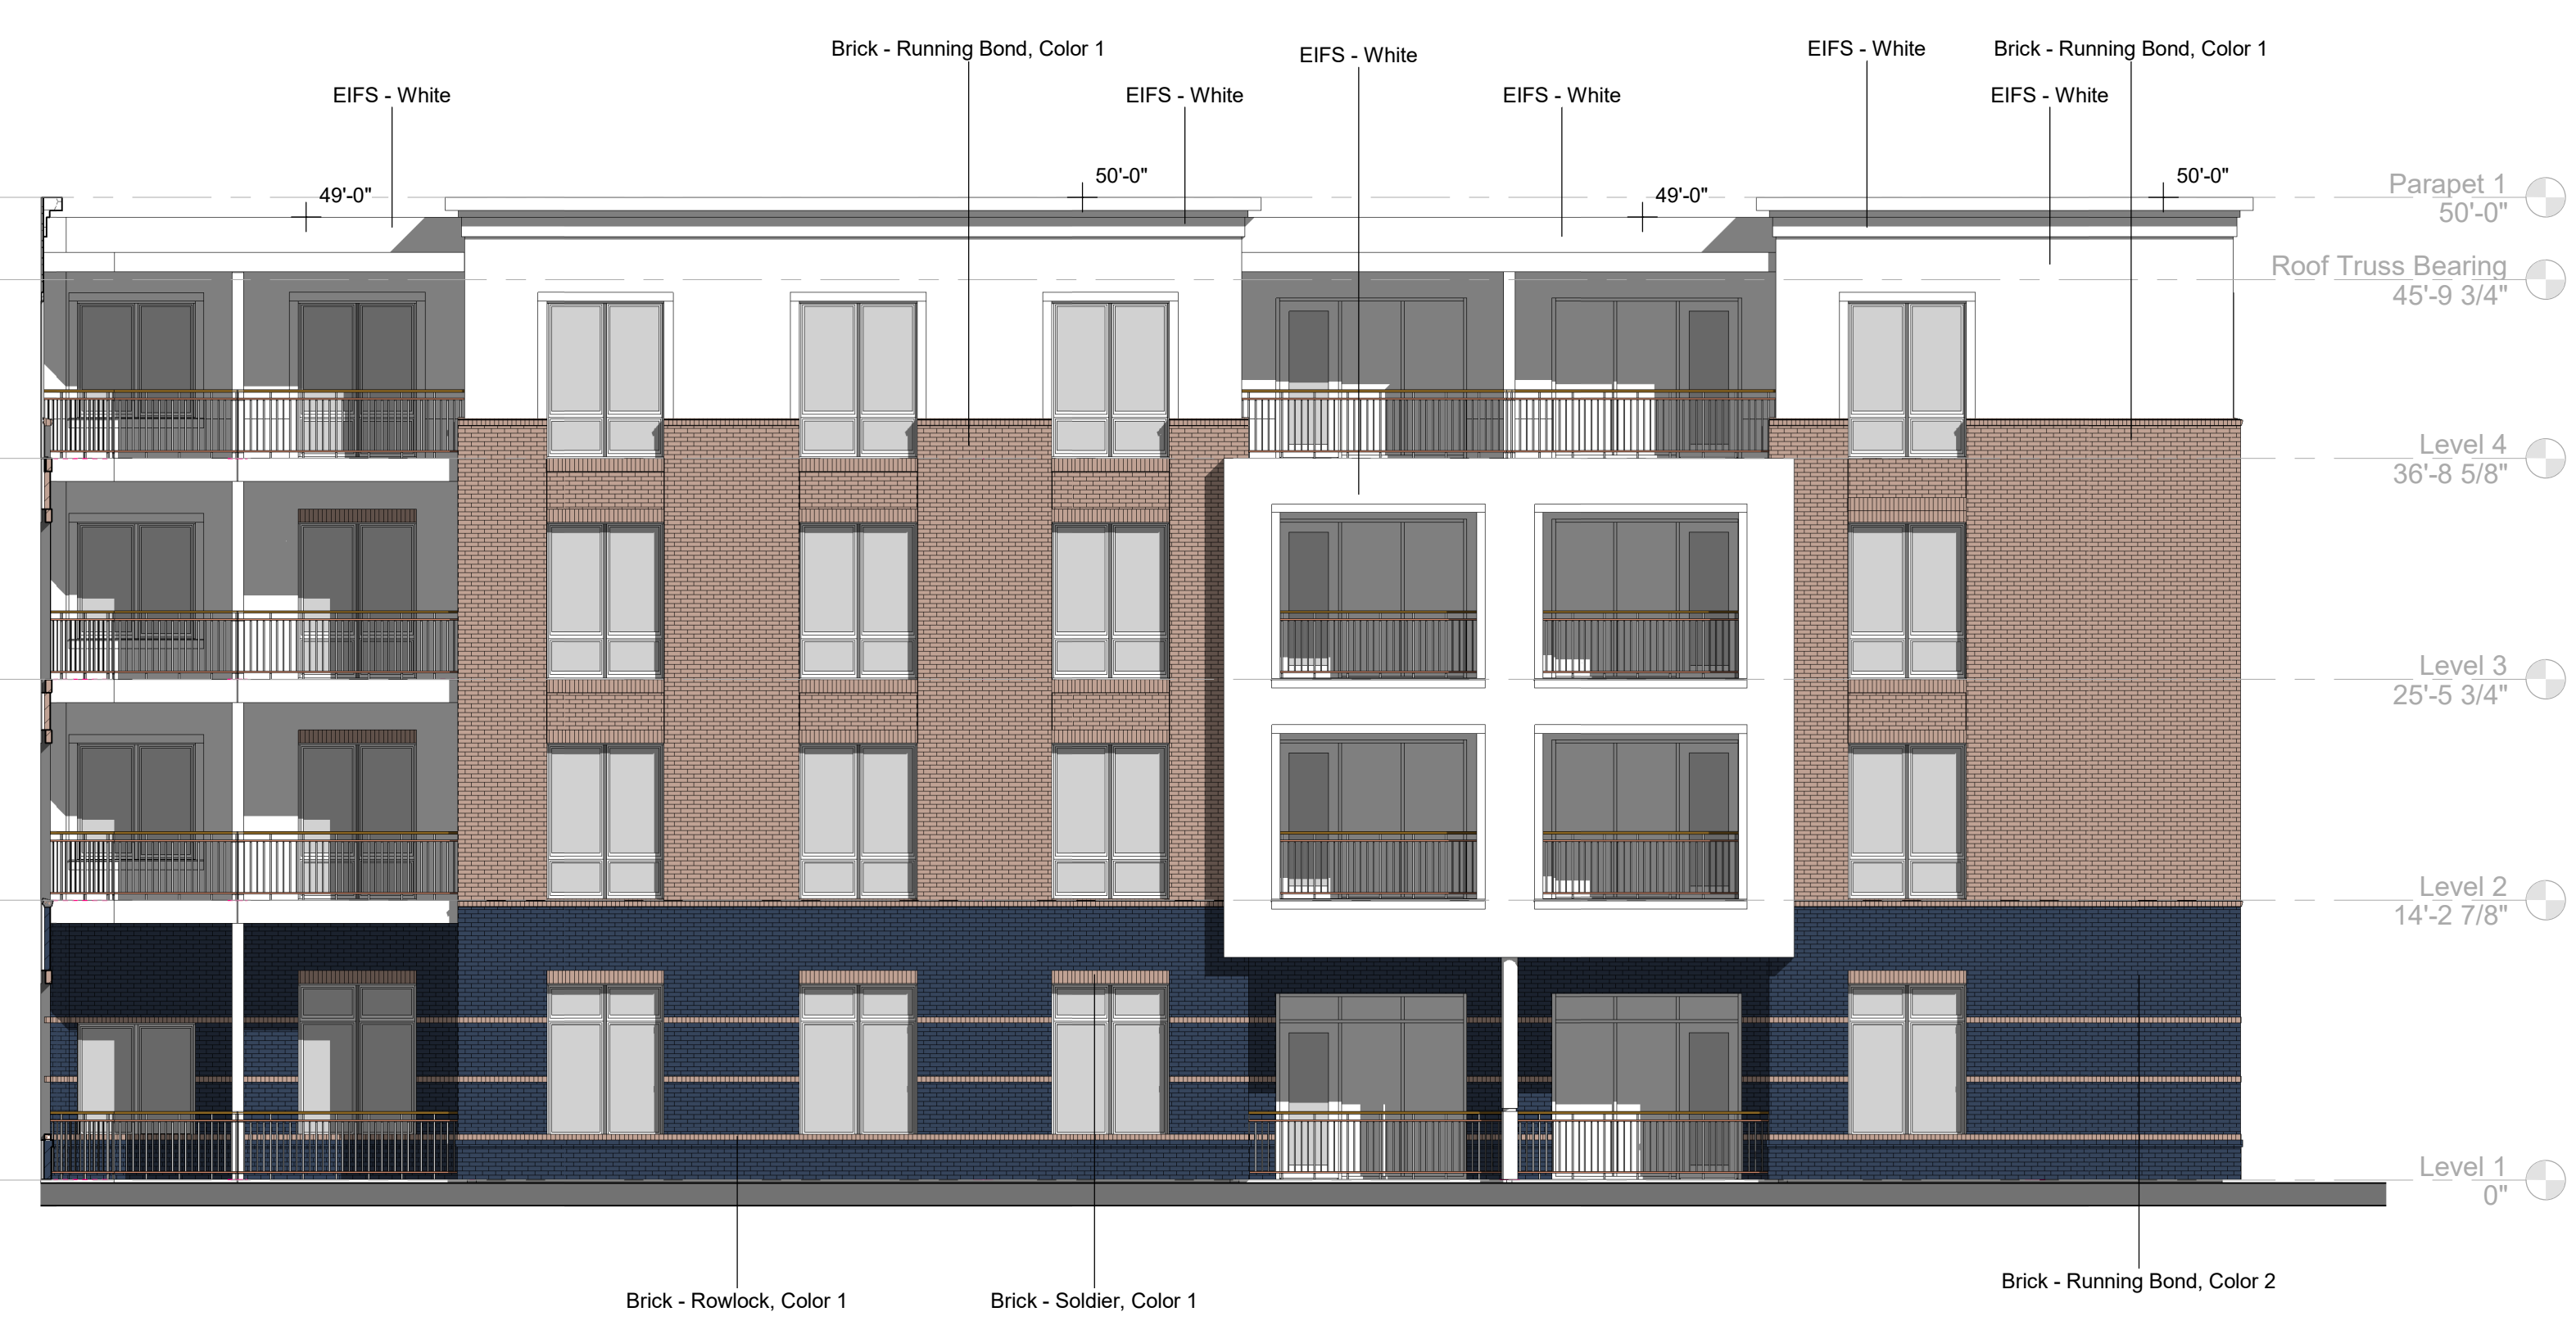 Brick - Running Bond, Color 1
EIFS - White
EIFS - White
Brick - Running Bond, Color 1
EIFS - White
EIFS - White
EIFS - White
EIFS - White
49'-0"
50'-0"
49'-0"
50'-0"
Parapet 1
50'-0"
Roof Truss Bearing
45'-9 3/4"
Level 4
36'-8 5/8"
Level 3
25'-5 3/4"
Level 2
14'-2 7/8"
Level 1
0"
Brick - Rowlock, Color 1
Brick - Soldier, Color 1
Brick - Running Bond, Color 2